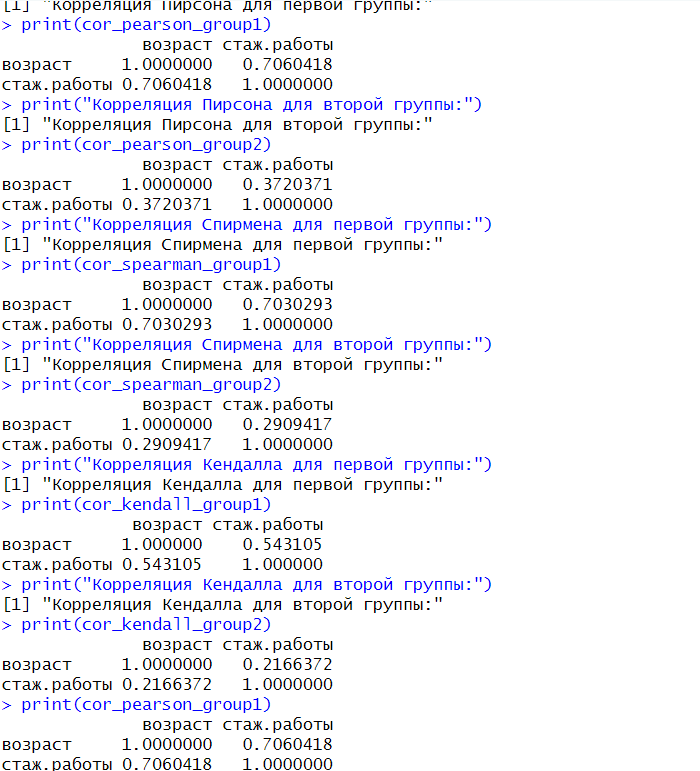 [1] "Корреляция Пирсона для первой группы:"
> print(cor_pearson_group1)
возраст стаж.работы
возраст 1.0000000 0.7060418
стаж.работы 0.7060418 1.0000000
> print("Корреляция Пирсона для второй группы:")
[1] "Корреляция Пирсона для второй группы:"
> print(cor_pearson_group2)
возраст стаж.работы
возраст 1.0000000 0.3720371
стаж.работы 0.3720371 1.0000000
> print("Корреляция Спирмена для первой группы:")
[1] "Корреляция Спирмена для первой группы:"
> print(cor_spearman_group1)
возраст стаж.работы
возраст 1.0000000 0.7030293
стаж.работы 0.7030293 1.0000000
> print("Корреляция Спирмена для второй группы:")
[1] "Корреляция Спирмена для второй группы:"
> print(cor_spearman_group2)
возраст стаж.работы
возраст 1.0000000 0.2909417
стаж.работы 0.2909417 1.0000000
> print("Корреляция Кендалла для первой группы:")
[1] "Корреляция Кендалла для первой группы:"
> print(cor_kendall_group1)
возраст стаж.работы
возраст 1.000000 0.543105
стаж.работы 0.543105 1.000000
> print("Корреляция Кендалла для второй группы:")
[1] "Корреляция Кендалла для второй группы:"
> print(cor_kendall_group2)
возраст стаж.работы
возраст 1.0000000 0.2166372
стаж.работы 0.2166372 1.0000000
> print(cor_pearson_group1)
возраст стаж.работы
возраст 1.0000000 0.7060418
стаж.работы 0.7060418 1.0000000